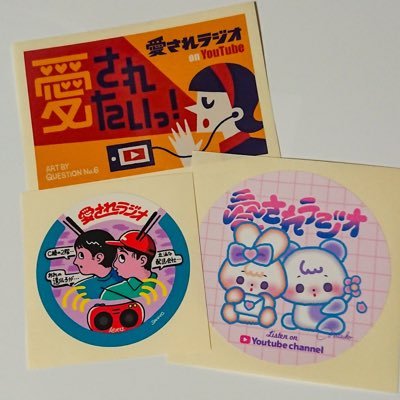 愛され
たいっ!
愛されラジオ
on YouTube
ART BY
QUESTION No.6
愛されラジオ
愛されラジオ
Listen on
Youtube channel